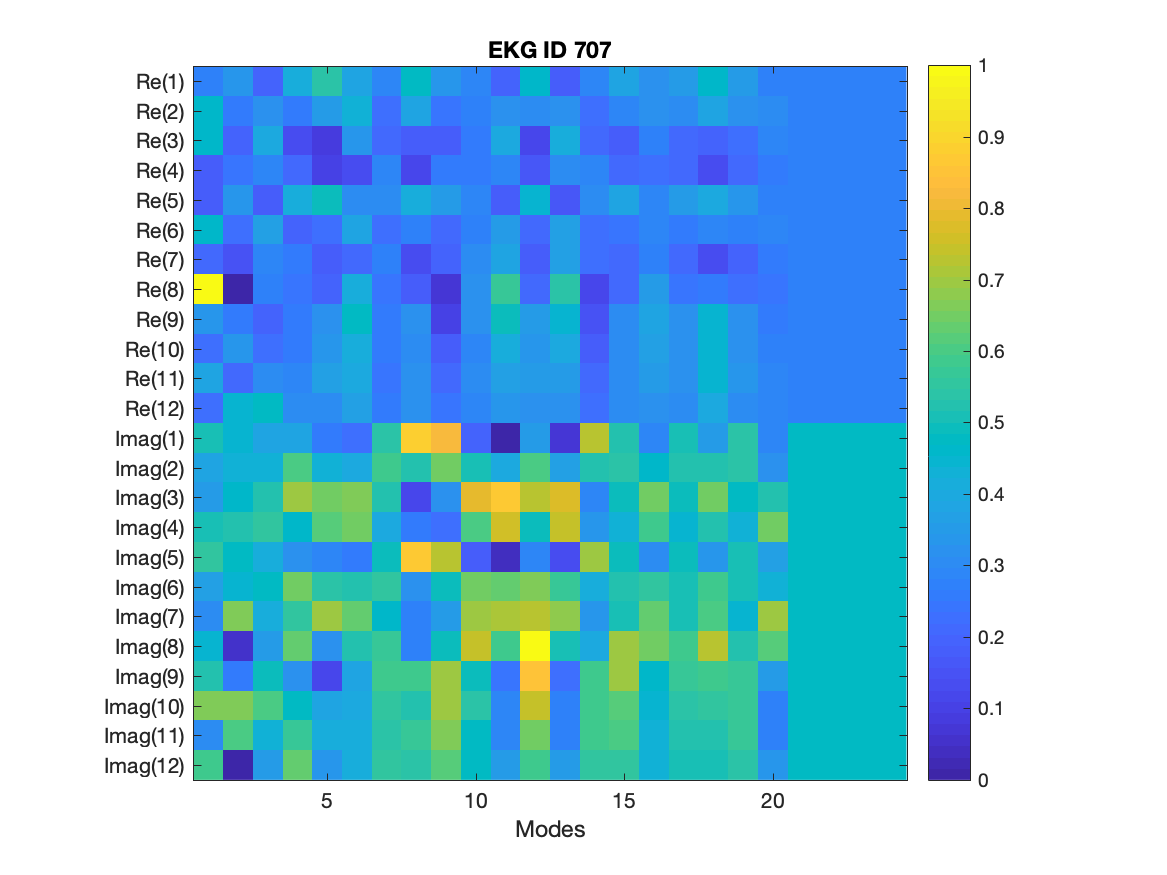 EKG ID 707
Re(1)
Re(2)
Re(3)
Re(4)
Re(5)
Re(6)
Re(7)
Re(8)
Re(9)
Re(10)
Re(11)
Re(12)
Imag(1)
Imag(2)
Imag(3)
Imag(4)
Imag(5)
Imag(6)
Imag(7)
Imag(8)
Imag(9)
Imag(10)
Imag(11)
Imag(12)
5 10 15 20
Modes
1
0.9
0.8
0.7
0.6
0.5
0.4
0.3
0.2
0.1
0